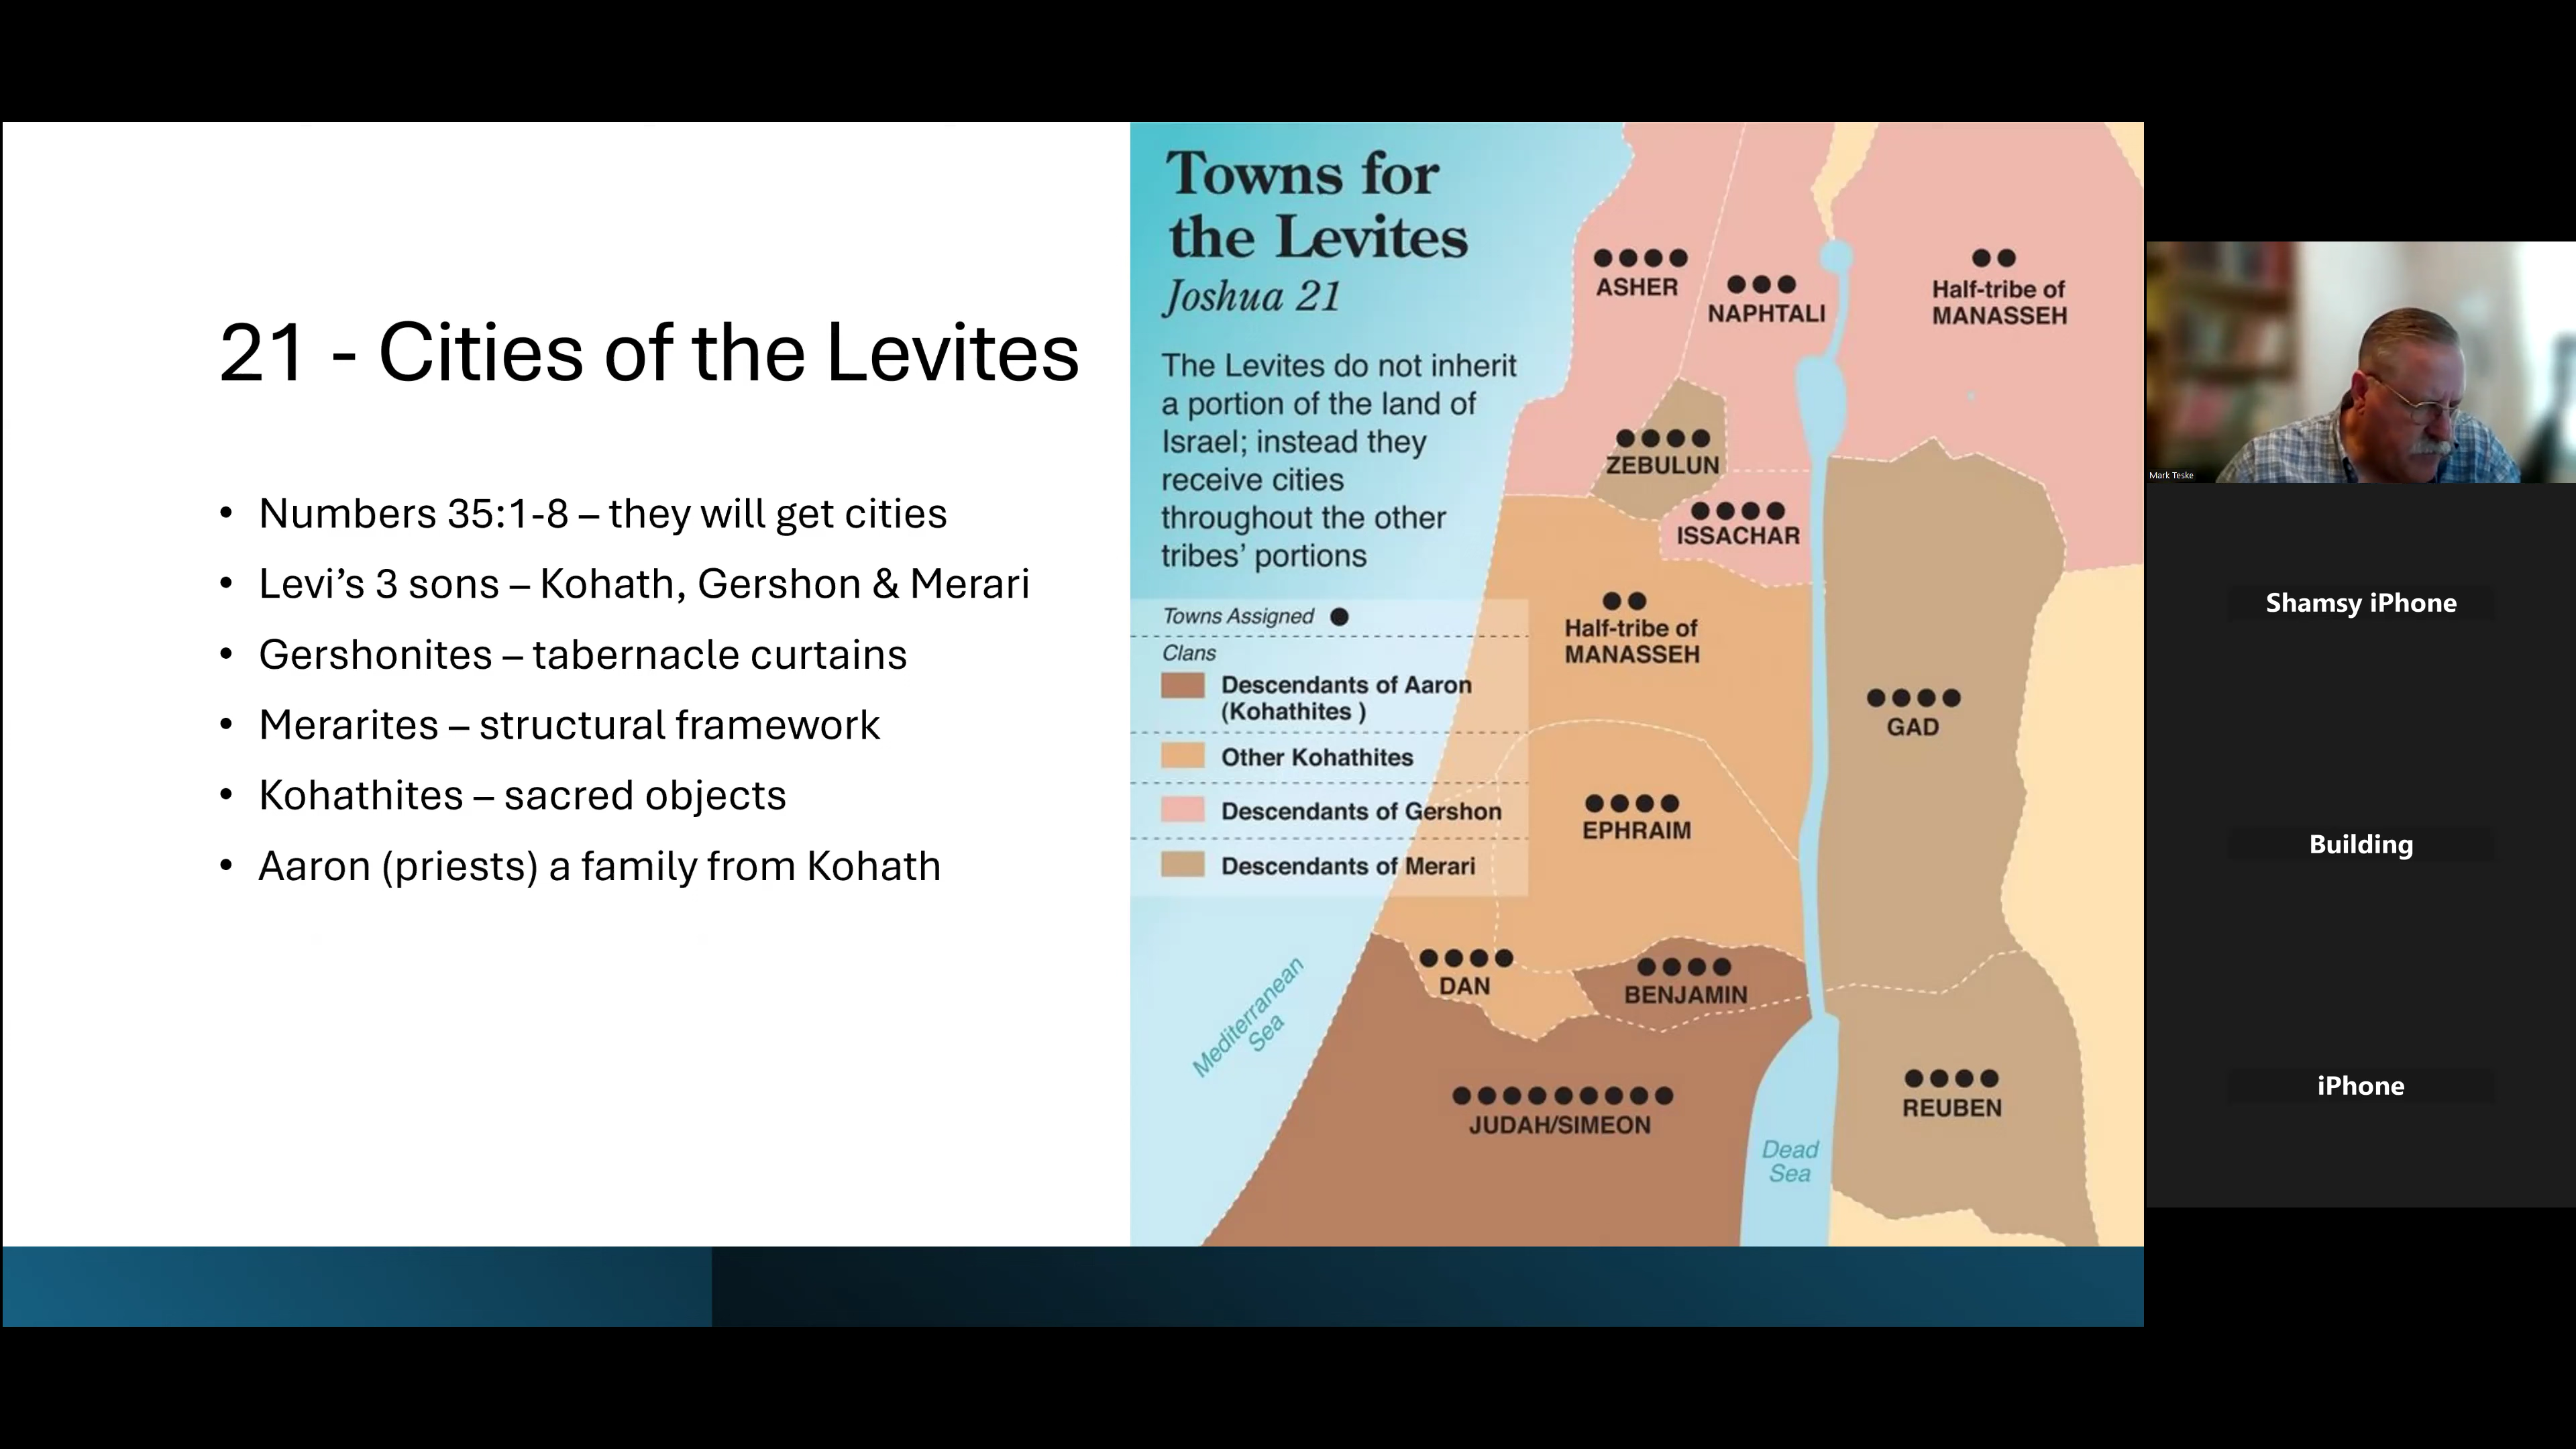 21 - Cities of the Levites
• Numbers 35:1-8 – they will get cities
• Levi's 3 sons – Kohath, Gershon & Merari
• Gershonites – tabernacle curtains
• Merarites – structural framework
• Kohathites – sacred objects
• Aaron (priests) a family from Kohath
Towns for
the Levites
Joshua 21
The Levites do not inherit
a portion of the land of
Israel; instead they
receive cities
throughout the other
tribes' portions
Towns Assigned
Clans
Descendants of Aaron
(Kohathites )
Other Kohathites
Descendants of Gershon
Descendants of Merari
ASHER
NAPHTALI
Half-tribe of
MANASSEH
ZEBULUN
ISSACHAR
Half-tribe of
MANASSEH
GAD
EPHRAIM
DAN
BENJAMIN
JUDAH/SIMEON
REUBEN
Mediterranean
Sea
Dead
Sea
Mark Teske
Shamsy iPhone
Building
iPhone